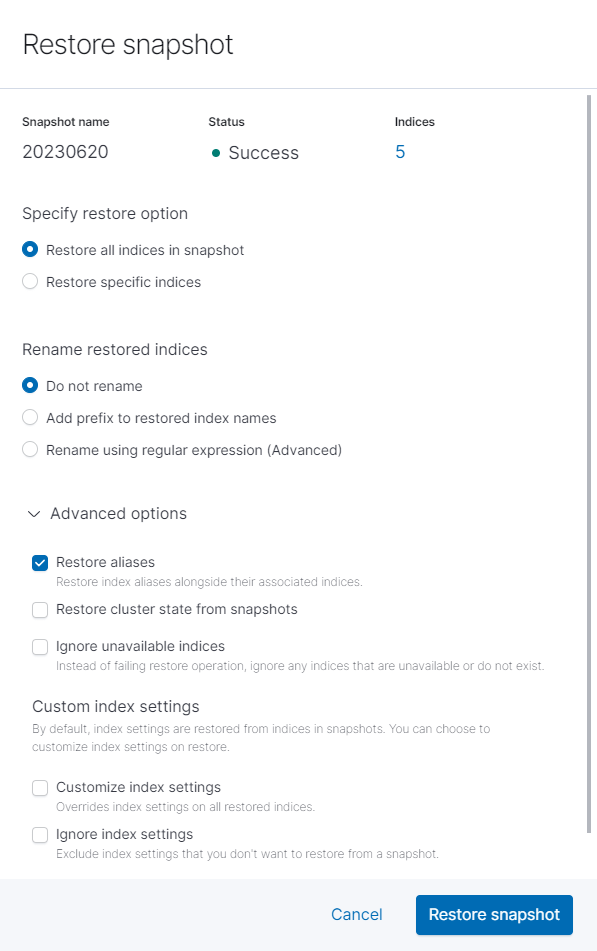 Restore snapshot
Snapshot name Status Indices
20230620 Success 5
Specify restore option
Restore all indices in snapshot
Restore specific indices
Rename restored indices
Do not rename
Add prefix to restored index names
Rename using regular expression (Advanced)
Advanced options
Restore aliases
Restore index aliases alongside their associated indices.
Restore cluster state from snapshots
Ignore unavailable indices
Instead of failing restore operation, ignore any indices that are unavailable or do not exist.
Custom index settings
By default, index settings are restored from indices in snapshots. You can choose to
customize index settings on restore.
Customize index settings
Overrides index settings on all restored indices.
Ignore index settings
Exclude index settings that you don't want to restore from a snapshot.
Cancel Restore snapshot